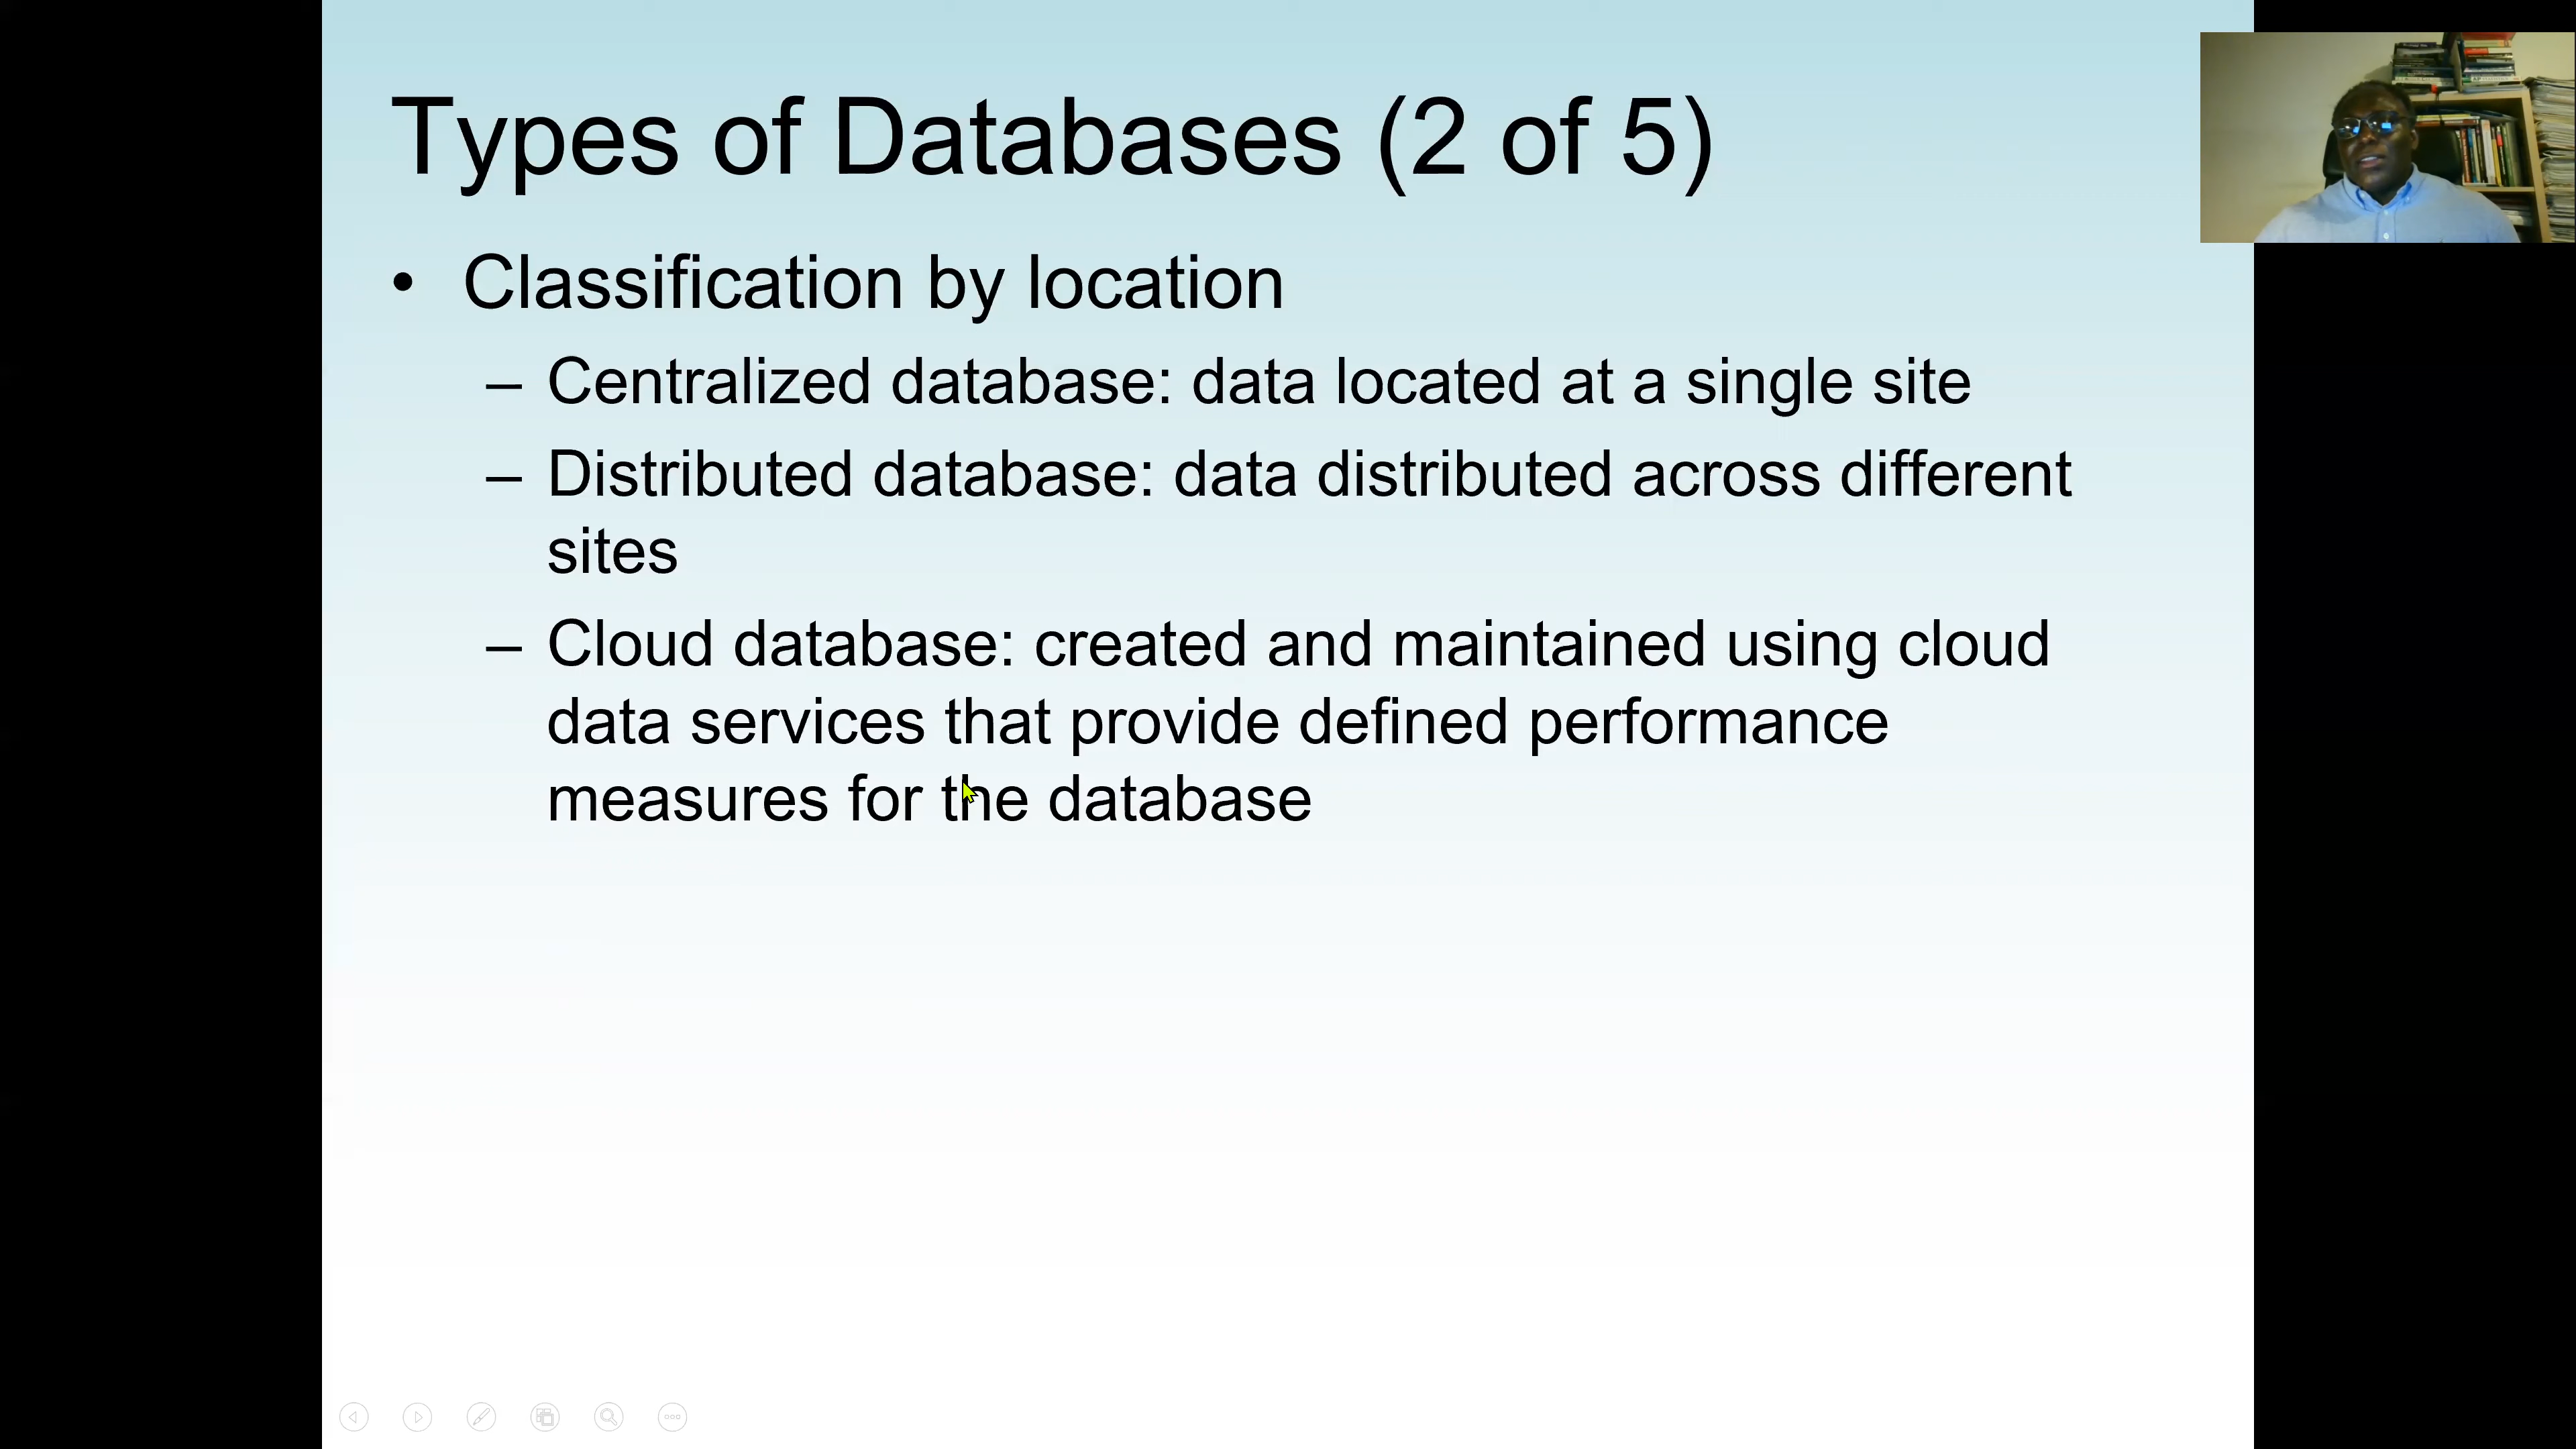 Types of Databases (2 of 5)
• Classification by location
– Centralized database: data located at a single site
– Distributed database: data distributed across different
sites
– Cloud database: created and maintained using cloud
data services that provide defined performance
measures for the database